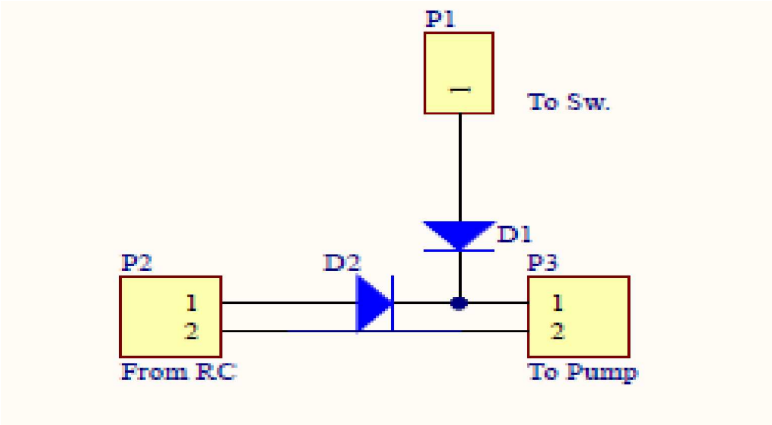 P1
1
To Sw.
D1
P2
D2
P3
1
1
2
2
From RC
To Pump